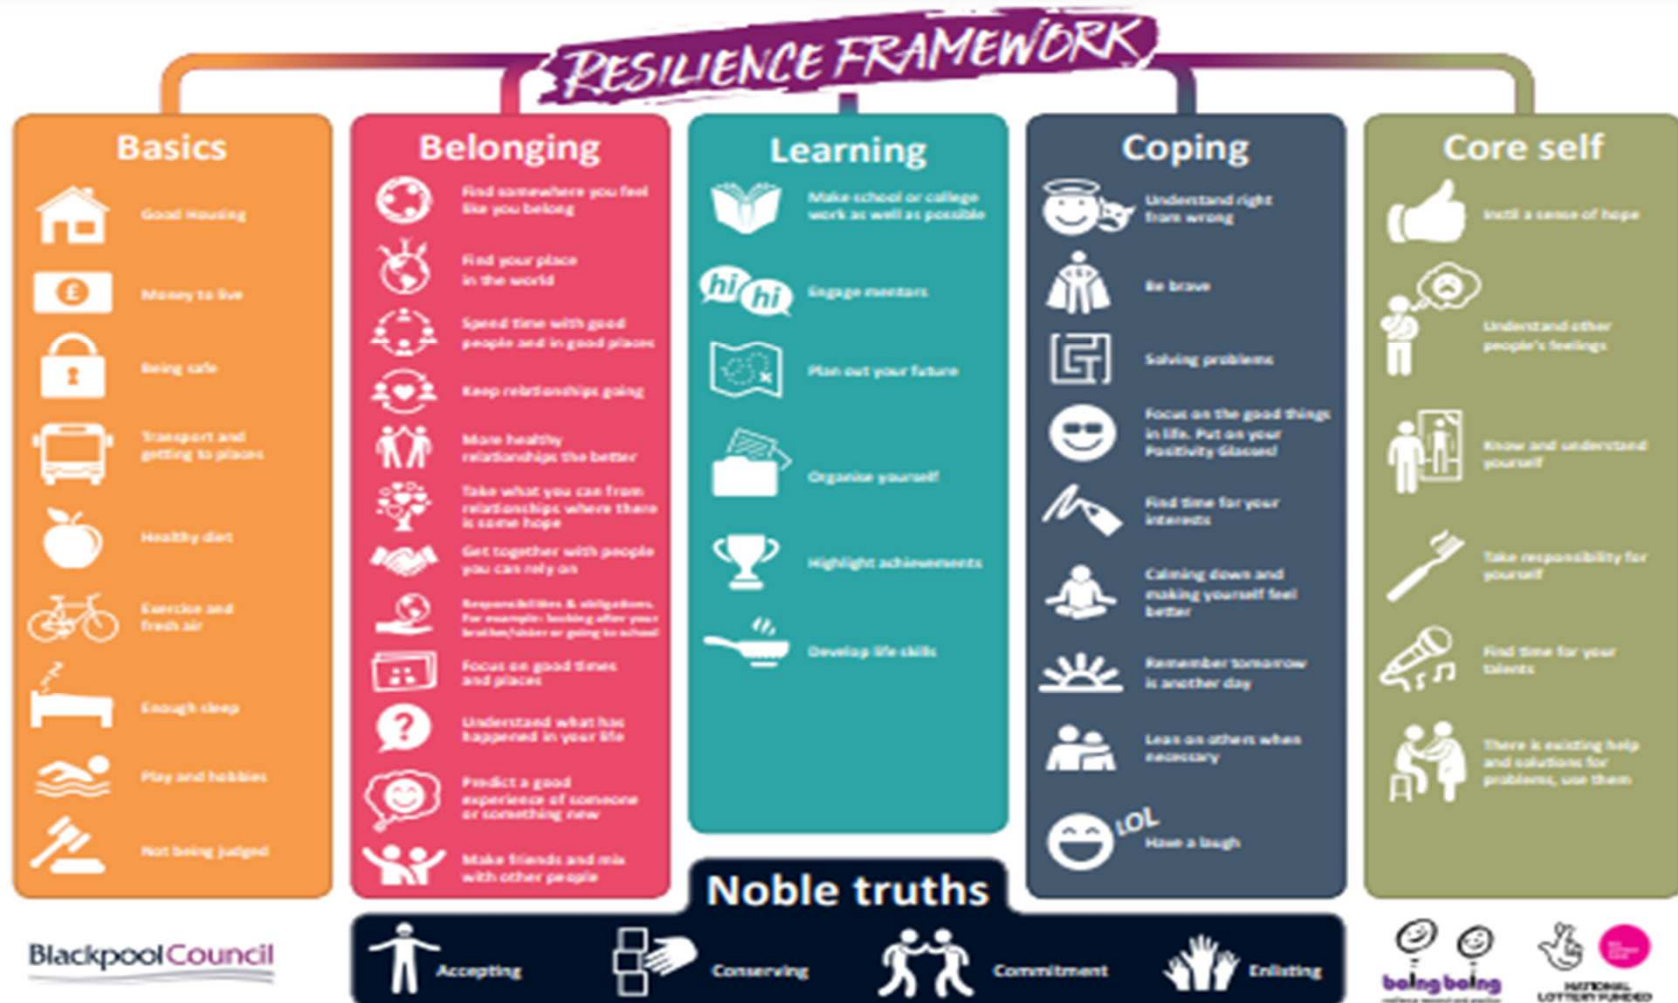 RESILIENCE FRAMEWORK
Basics
Good Housing
£
Money to live
Being safe
Transport and
getting to places
Healthy diet
Exercise and
fresh air
zzz
Enough sleep
Play and hobbies
Not being judged
Belonging
Find somewhere you feel
like you belong
Find your place
in the world
Spend time with good
people and in good places
Keep relationships going
More healthy
relationships the better
Take what you can from
relationships where there
is some hope
Get together with people
you can rely on
Responsibilities & obligations.
For example: looking after your
brother/sister or going to school
Focus on good times
and places
?
Understand what has
happened in your life
Predict a good
experience of someone
or something new
Make friends and mix
with other people
Learning
Make school or college
work as well as possible
hi hi
Engage mentors
Plan out your future
Organise yourself
Highlight achievements
Develop life skills
Coping
Understand right
from wrong
Be brave
Solving problems
Focus on the good things
in life. Put on your
Positivity Glasses!
Find time for your
interests
Calming down and
making yourself feel
better
Remember tomorrow
is another day
Lean on others when
necessary
LOL
Have a laugh
Core self
Instil a sense of hope
Understand other
people's feelings
Know and understand
yourself
Take responsibility for
yourself
Find time for your
talents
There is existing help
and solutions for
problems, use them
Noble truths
Accepting
Conserving
Commitment
Enlisting
BlackpoolCouncil
boingboing
NATIONAL
LOTTERY FUNDED